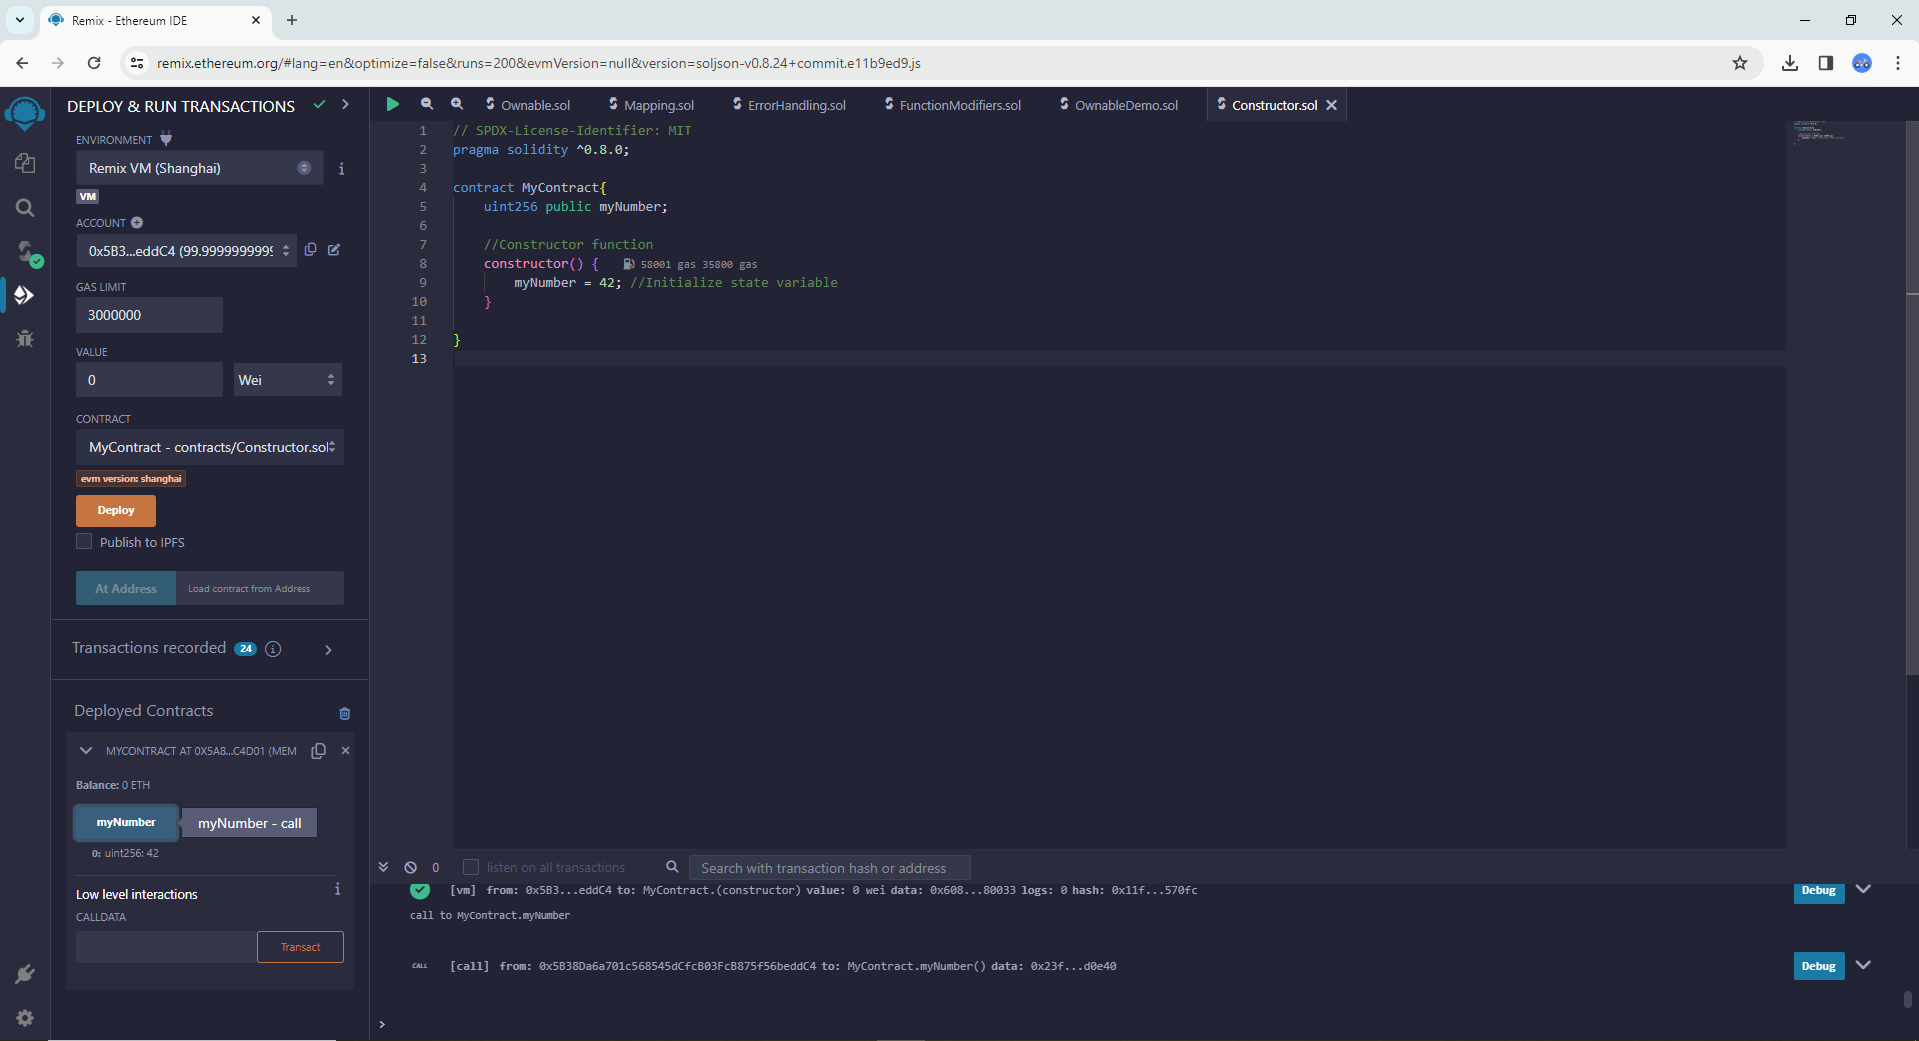 Remix - Ethereum IDE
remix.ethereum.org/#lang=en&optimize=false&runs=200&evmVersion=null&version=soljson-v0.8.24+commit.e11b9ed9.js
DEPLOY & RUN TRANSACTIONS
ENVIRONMENT
Remix VM (Shanghai)
VM
ACCOUNT
0x5B3...eddC4 (99.9999999999
GAS LIMIT
3000000
VALUE
0
Wei
CONTRACT
MyContract - contracts/Constructor.sol
evm version: shanghai
Deploy
Publish to IPFS
At Address
Load contract from Address
Transactions recorded 24
Deployed Contracts
MYCONTRACT AT 0X5A8...C4D01 (MEM
Balance: 0 ETH
myNumber
myNumber - call
0: uint256: 42
Low level interactions
CALLDATA
Transact
Ownable.sol Mapping.sol ErrorHandling.sol FunctionModifiers.sol OwnableDemo.sol Constructor.sol
1 // SPDX-License-Identifier: MIT
2 pragma solidity ^0.8.0;
3
4 contract MyContract{
5 uint256 public myNumber;
6
7 //Constructor function
8 constructor() { 58001 gas 35800 gas
9 myNumber = 42; //Initialize state variable
10 }
11
12 }
13
0 listen on all transactions Search with transaction hash or address
[vm] from: 0x5B3...eddC4 to: MyContract.(constructor) value: 0 wei data: 0x608...80033 logs: 0 hash: 0x11f...570fc Debug
call to MyContract.myNumber
CALL [call] from: 0x5B38Da6a701c568545dCfcB03FcB875f56beddC4 to: MyContract.myNumber() data: 0x23f...d0e40 Debug
>